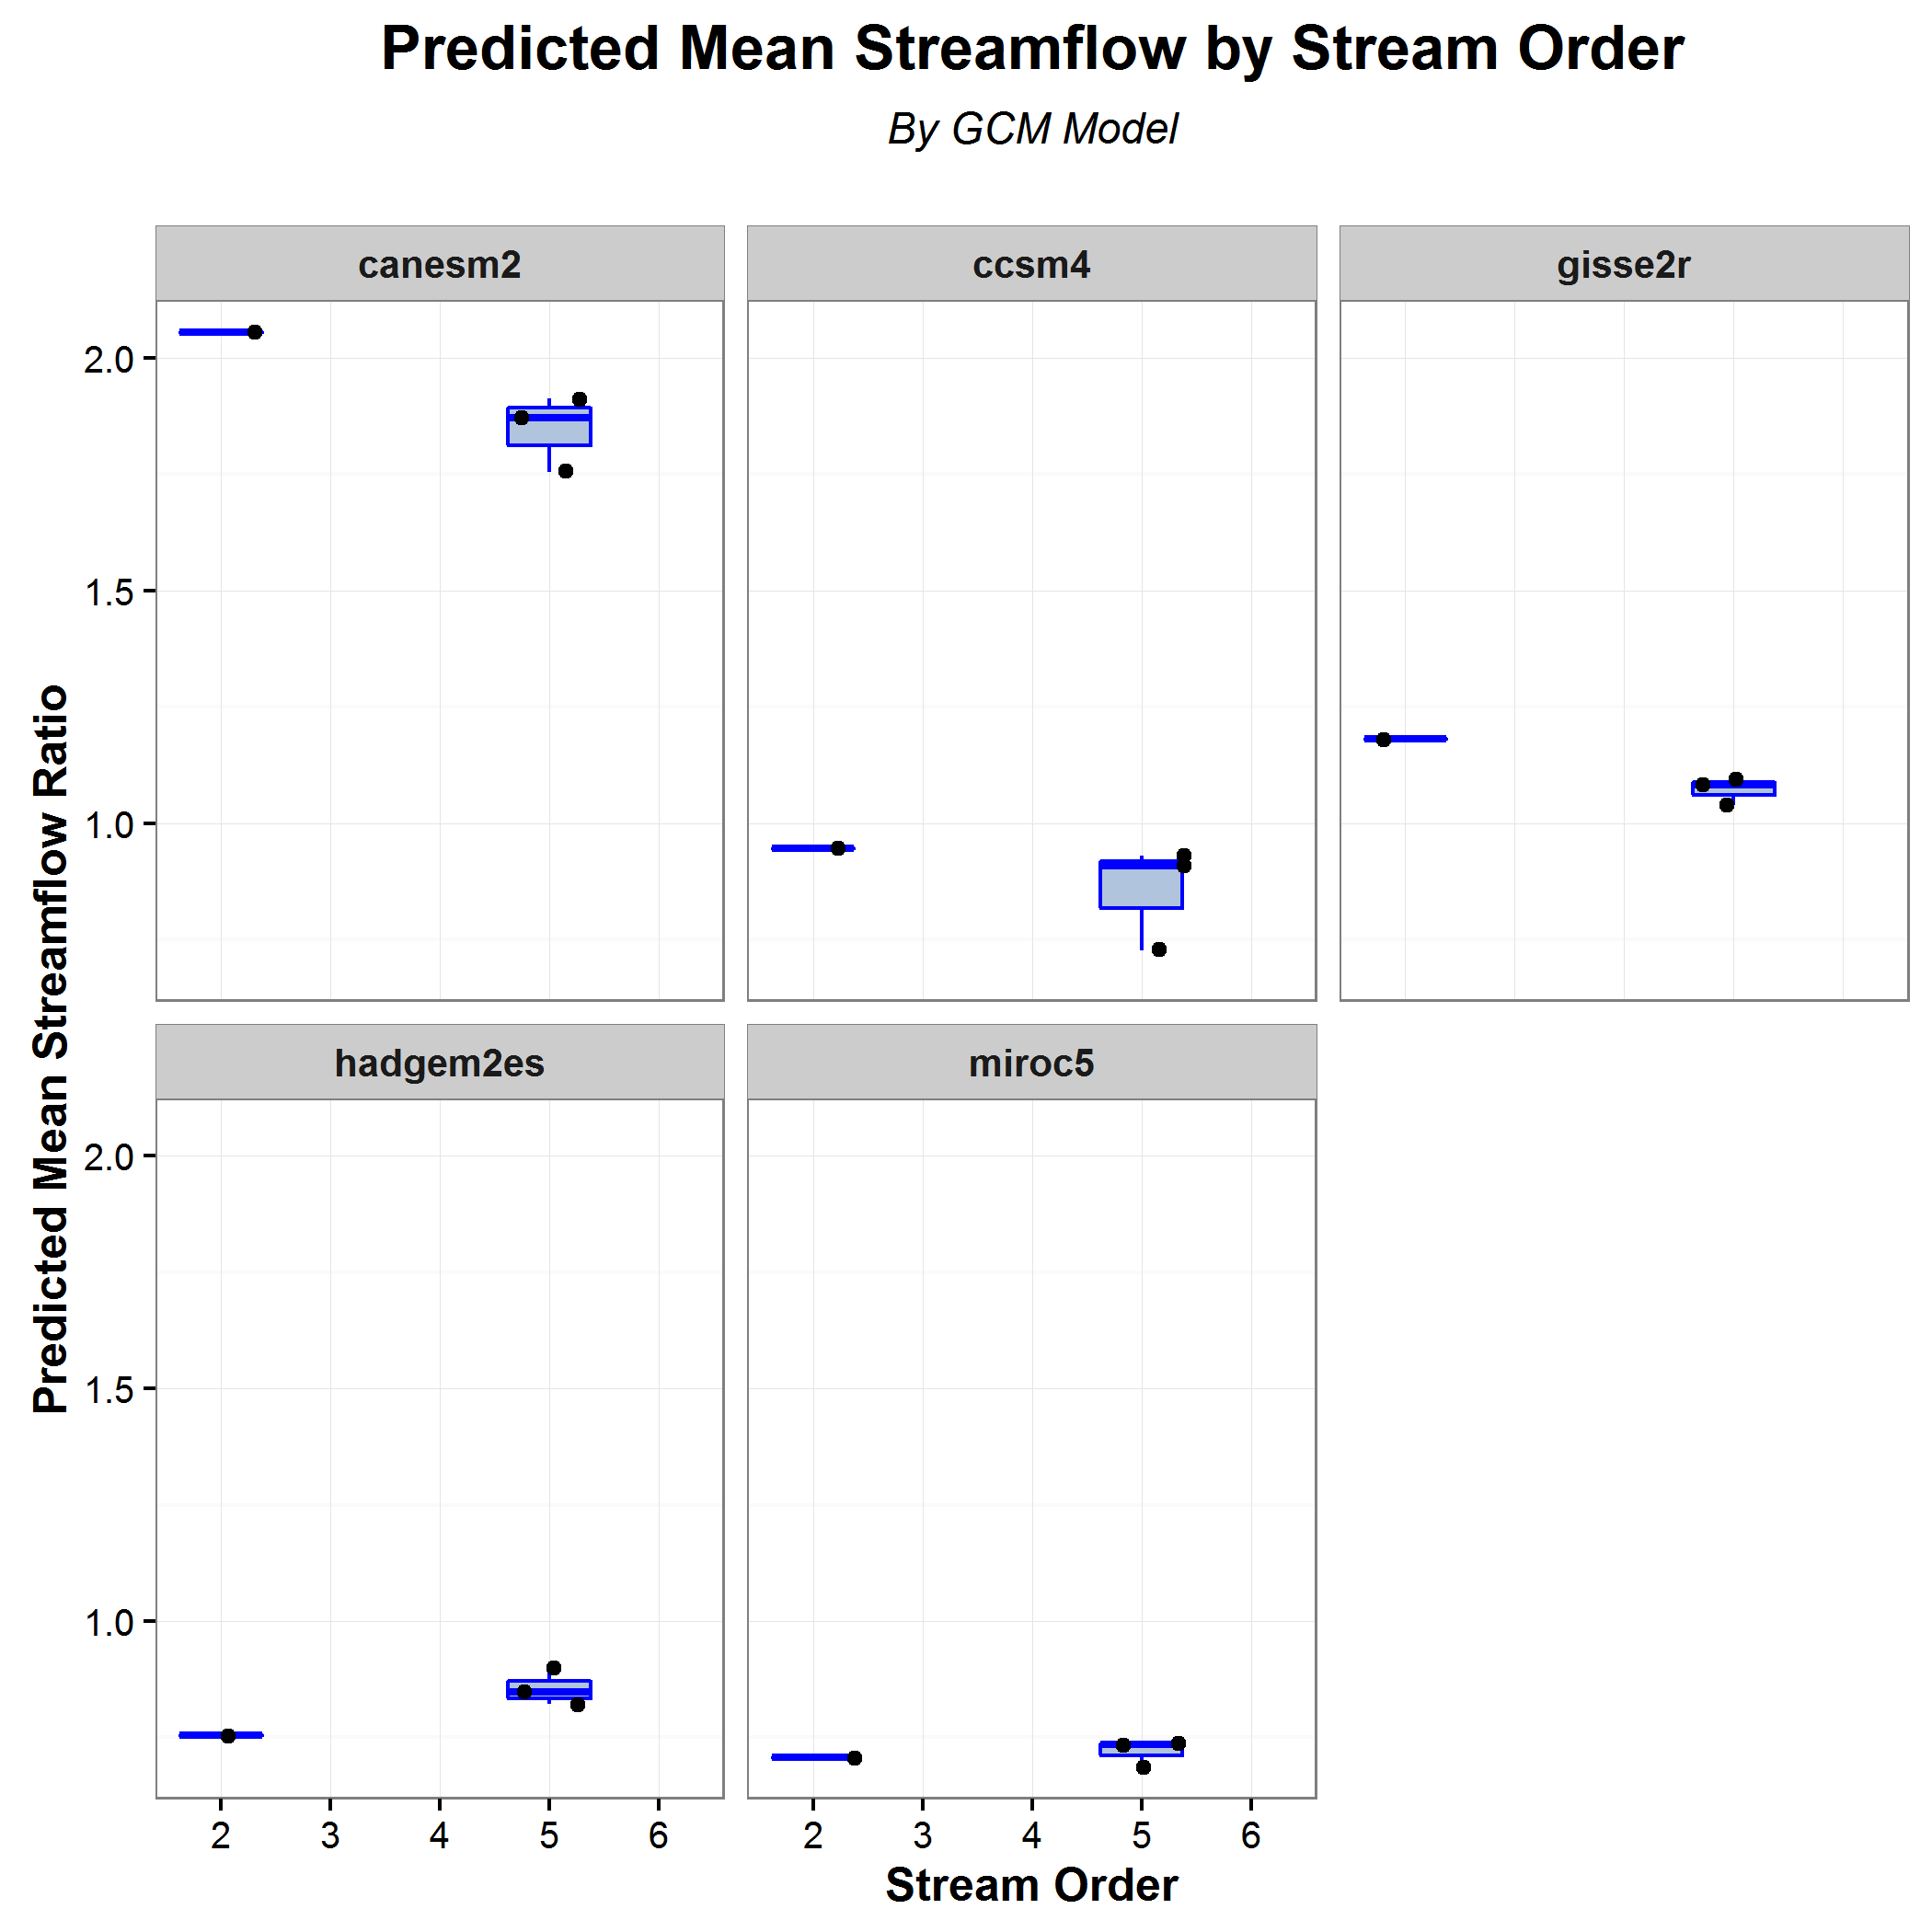 Predicted Mean Streamflow by Stream Order
By GCM Model
canesm2
ccsm4
gisse2r
2.0
1.5
1.0
Predicted Mean Streamflow Ratio
hadgem2es
miroc5
2.0
1.5
1.0
2 3 4 5 6
2 3 4 5 6
Stream Order